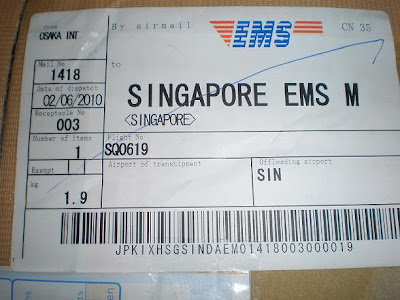 from
OSAKA INT
By airmail
EMS
CN 35
Mail No
1418
to
Date of dispatch
02/06/2010
SINGAPORE EMS M
<SINGAPORE>
Receptacle No
003
Number of items
1
Flight No
SQ0619
Exempt
Airport of transhipment
Offloading airport
SIN
kg
1.9
JPKIXHSGSINDAEM01418003000019